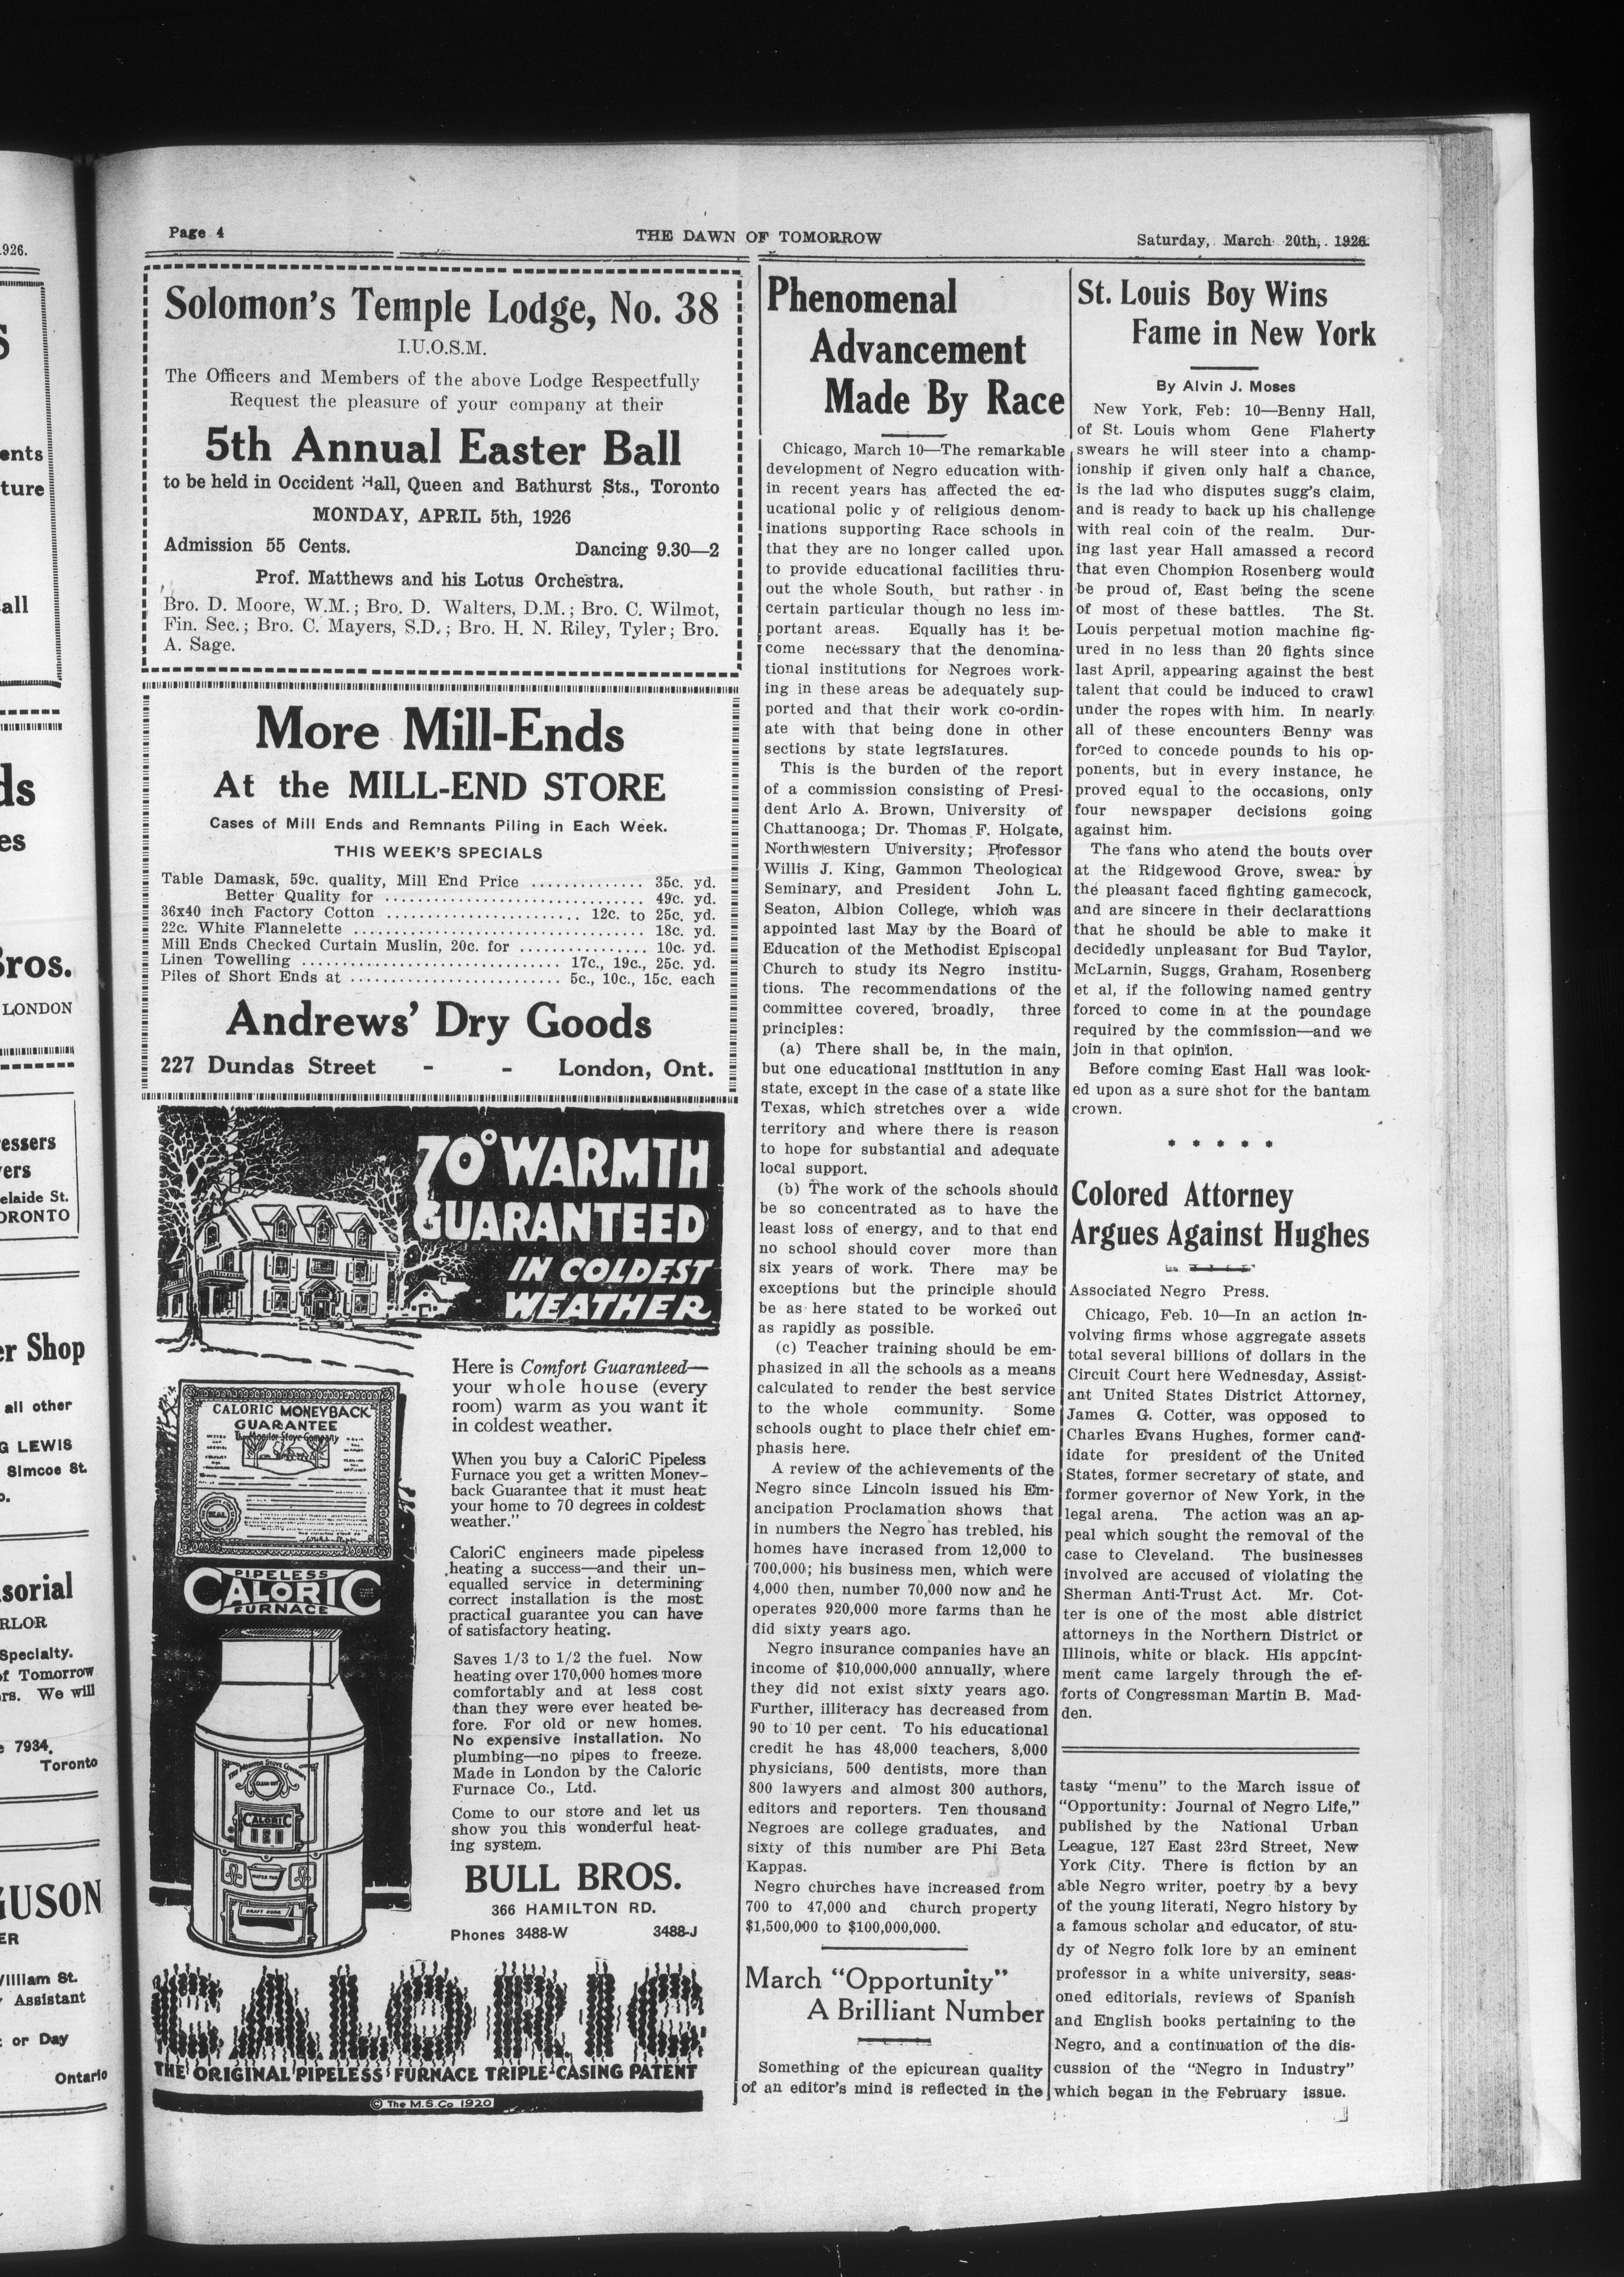 Page 4
THE DAWN OF TOMORROW
Saturday, March 20th, 1926.
Solomon's Temple Lodge, No. 38
I.U.O.S.M.
The Officers and Members of the above Lodge Respectfully
Request the pleasure of your company at their
5th Annual Easter Ball
to be held in Occident Hall, Queen and Bathurst Sts., Toronto
MONDAY, APRIL 5th, 1926
Admission 55 Cents. Dancing 9.30—2
Prof. Matthews and his Lotus Orchestra.
Bro. D. Moore, W.M.; Bro. D. Walters, D.M.; Bro. C. Wilmot,
Fin. Sec.; Bro. C. Mayers, S.D.; Bro. H. N. Riley, Tyler; Bro.
A. Sage.
More Mill-Ends
At the MILL-END STORE
Cases of Mill Ends and Remnants Piling in Each Week.
THIS WEEK'S SPECIALS
Table Damask, 59c. quality, Mill End Price .............. 35c. yd.
Better Quality for ................................ 49c. yd.
36x40 inch Factory Cotton ........................ 12c. to 25c. yd.
22c. White Flannelette .................................... 18c. yd.
Mill Ends Checked Curtain Muslin, 20c. for ................ 10c. yd.
Linen Towelling ................................ 17c., 19c., 25c. yd.
Piles of Short Ends at .......................... 5c., 10c., 15c. each
Andrews' Dry Goods
227 Dundas Street - - London, Ont.
70° WARMTH
GUARANTEED
IN COLDEST
WEATHER
CALORIC MONEYBACK
GUARANTEE
The Monitor Stove Company
SEAL
PIPELESS
CALORIC
FURNACE
Here is Comfort Guaranteed—
your whole house (every
room) warm as you want it
in coldest weather.
When you buy a CaloriC Pipeless
Furnace you get a written Money-
back Guarantee that it must heat
your home to 70 degrees in coldest
weather."
CaloriC engineers made pipeless
heating a success—and their un-
equalled service in determining
correct installation is the most
practical guarantee you can have
of satisfactory heating.
Saves 1/3 to 1/2 the fuel. Now
heating over 170,000 homes more
comfortably and at less cost
than they were ever heated be-
fore. For old or new homes.
No expensive installation. No
plumbing—no pipes to freeze.
Made in London by the Caloric
Furnace Co., Ltd.
Come to our store and let us
show you this wonderful heat-
ing system.
The Monitor Stove Company
CLEAN OUT
CALORIC
WATER PAN
DRAFT DOOR
BULL BROS.
366 HAMILTON RD.
Phones 3488-W 3488-J
CALORIC
THE ORIGINAL PIPELESS FURNACE TRIPLE-CASING PATENT
© The M.S.Co 1920
Phenomenal
Advancement
Made By Race
Chicago, March 10—The remarkable
development of Negro education with-
in recent years has affected the ed-
ucational polic y of religious denom-
inations supporting Race schools in
that they are no longer called upon
to provide educational facilities thru-
out the whole South, but rather in
certain particular though no less im-
portant areas. Equally has it be-
come necessary that the denomina-
tional institutions for Negroes work-
ing in these areas be adequately sup-
ported and that their work co-ordin-
ate with that being done in other
sections by state legislatures.
This is the burden of the report
of a commission consisting of Presi-
dent Arlo A. Brown, University of
Chattanooga; Dr. Thomas F. Holgate,
Northwestern University; Professor
Willis J. King, Gammon Theological
Seminary, and President John L.
Seaton, Albion College, which was
appointed last May by the Board of
Education of the Methodist Episcopal
Church to study its Negro institu-
tions. The recommendations of the
committee covered, broadly, three
principles:
(a) There shall be, in the main,
but one educational institution in any
state, except in the case of a state like
Texas, which stretches over a wide
territory and where there is reason
to hope for substantial and adequate
local support.
(b) The work of the schools should
be so concentrated as to have the
least loss of energy, and to that end
no school should cover more than
six years of work. There may be
exceptions but the principle should
be as here stated to be worked out
as rapidly as possible.
(c) Teacher training should be em-
phasized in all the schools as a means
calculated to render the best service
to the whole community. Some
schools ought to place their chief em-
phasis here.
A review of the achievements of the
Negro since Lincoln issued his Em-
ancipation Proclamation shows that
in numbers the Negro has trebled, his
homes have incrased from 12,000 to
700,000; his business men, which were
4,000 then, number 70,000 now and he
operates 920,000 more farms than he
did sixty years ago.
Negro insurance companies have an
income of $10,000,000 annually, where
they did not exist sixty years ago.
Further, illiteracy has decreased from
90 to 10 per cent. To his educational
credit he has 48,000 teachers, 8,000
physicians, 500 dentists, more than
800 lawyers and almost 300 authors,
editors and reporters. Ten thousand
Negroes are college graduates, and
sixty of this number are Phi Beta
Kappas.
Negro churches have increased from
700 to 47,000 and church property
$1,500,000 to $100,000,000.
March "Opportunity"
A Brilliant Number
Something of the epicurean quality
of an editor's mind is reflected in the
St. Louis Boy Wins
Fame in New York
By Alvin J. Moses
New York, Feb: 10—Benny Hall,
of St. Louis whom Gene Flaherty
swears he will steer into a champ-
ionship if given only half a chance,
is the lad who disputes sugg's claim,
and is ready to back up his challenge
with real coin of the realm. Dur-
ing last year Hall amassed a record
that even Chompion Rosenberg would
be proud of, East being the scene
of most of these battles. The St.
Louis perpetual motion machine fig-
ured in no less than 20 fights since
last April, appearing against the best
talent that could be induced to crawl
under the ropes with him. In nearly
all of these encounters Benny was
forced to concede pounds to his op-
ponents, but in every instance, he
proved equal to the occasions, only
four newspaper decisions going
against him.
The fans who atend the bouts over
at the Ridgewood Grove, swear by
the pleasant faced fighting gamecock,
and are sincere in their declarattions
that he should be able to make it
decidedly unpleasant for Bud Taylor,
McLarnin, Suggs, Graham, Rosenberg
et al, if the following named gentry
forced to come in at the poundage
required by the commission—and we
join in that opinion.
Before coming East Hall was look-
ed upon as a sure shot for the bantam
crown.
* * * * *
Colored Attorney
Argues Against Hughes
Associated Negro Press.
Chicago, Feb. 10—In an action in-
volving firms whose aggregate assets
total several billions of dollars in the
Circuit Court here Wednesday, Assist-
ant United States District Attorney,
James G. Cotter, was opposed to
Charles Evans Hughes, former cand-
idate for president of the United
States, former secretary of state, and
former governor of New York, in the
legal arena. The action was an ap-
peal which sought the removal of the
case to Cleveland. The businesses
involved are accused of violating the
Sherman Anti-Trust Act. Mr. Cot-
ter is one of the most able district
attorneys in the Northern District of
Illinois, white or black. His appoint-
ment came largely through the ef-
forts of Congressman Martin B. Mad-
den.
tasty "menu" to the March issue of
"Opportunity: Journal of Negro Life,"
published by the National Urban
League, 127 East 23rd Street, New
York City. There is fiction by an
able Negro writer, poetry by a bevy
of the young literati, Negro history by
a famous scholar and educator, of stu-
dy of Negro folk lore by an eminent
professor in a white university, seas-
oned editorials, reviews of Spanish
and English books pertaining to the
Negro, and a continuation of the dis-
cussion of the "Negro in Industry"
which began in the February issue.